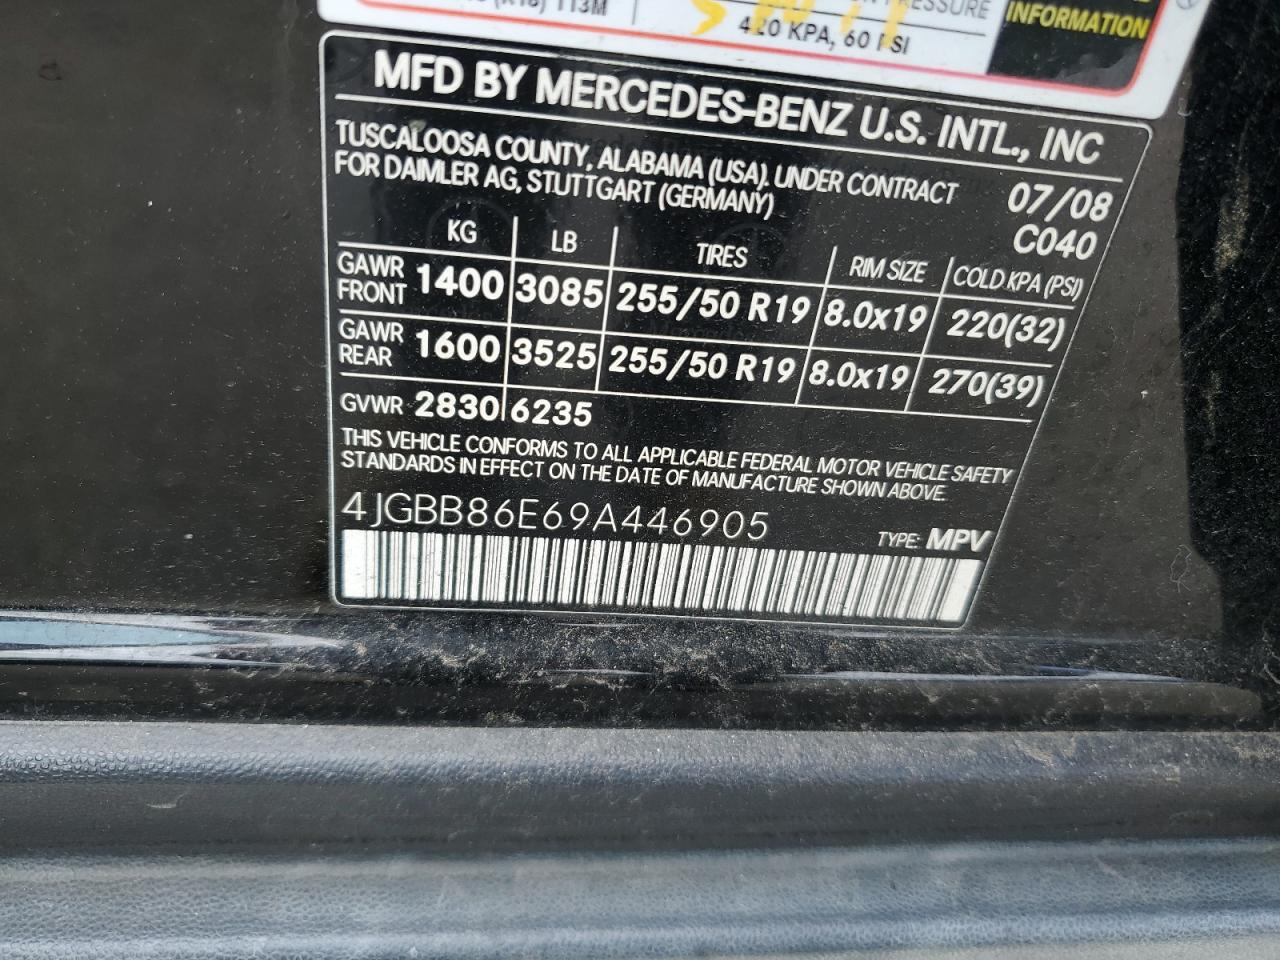 113M
PRESSURE
420 KPA, 60 PSI
INFORMATION
MFD BY MERCEDES-BENZ U.S. INTL., INC
TUSCALOOSA COUNTY, ALABAMA (USA). UNDER CONTRACT
FOR DAIMLER AG, STUTTGART (GERMANY)
07/08
C040
KG LB TIRES RIM SIZE COLD KPA (PSI)
GAWR FRONT 1400 3085 255/50 R19 8.0x19 220(32)
GAWR REAR 1600 3525 255/50 R19 8.0x19 270(39)
GVWR 2830 6235
THIS VEHICLE CONFORMS TO ALL APPLICABLE FEDERAL MOTOR VEHICLE SAFETY
STANDARDS IN EFFECT ON THE DATE OF MANUFACTURE SHOWN ABOVE.
4JGBB86E69A446905
TYPE: MPV